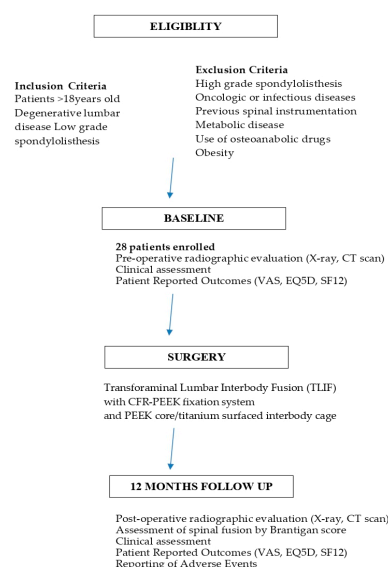 ELIGIBLITY
Inclusion Criteria
Patients >18years old
Degenerative lumbar
disease Low grade
spondylolisthesis
Exclusion Criteria
High grade spondylolisthesis
Oncologic or infectious diseases
Previous spinal instrumentation
Metabolic disease
Use of osteoanabolic drugs
Obesity
BASELINE
28 patients enrolled
Pre-operative radiographic evaluation (X-ray, CT scan)
Clinical assessment
Patient Reported Outcomes (VAS, EQ5D, SF12)
SURGERY
Transforaminal Lumbar Interbody Fusion (TLIF)
with CFR-PEEK fixation system
and PEEK core/titanium surfaced interbody cage
12 MONTHS FOLLOW UP
Post-operative radiographic evaluation (X-ray, CT scan)
Assessment of spinal fusion by Brantigan score
Clinical assessment
Patient Reported Outcomes (VAS, EQ5D, SF12)
Reporting of Adverse Events